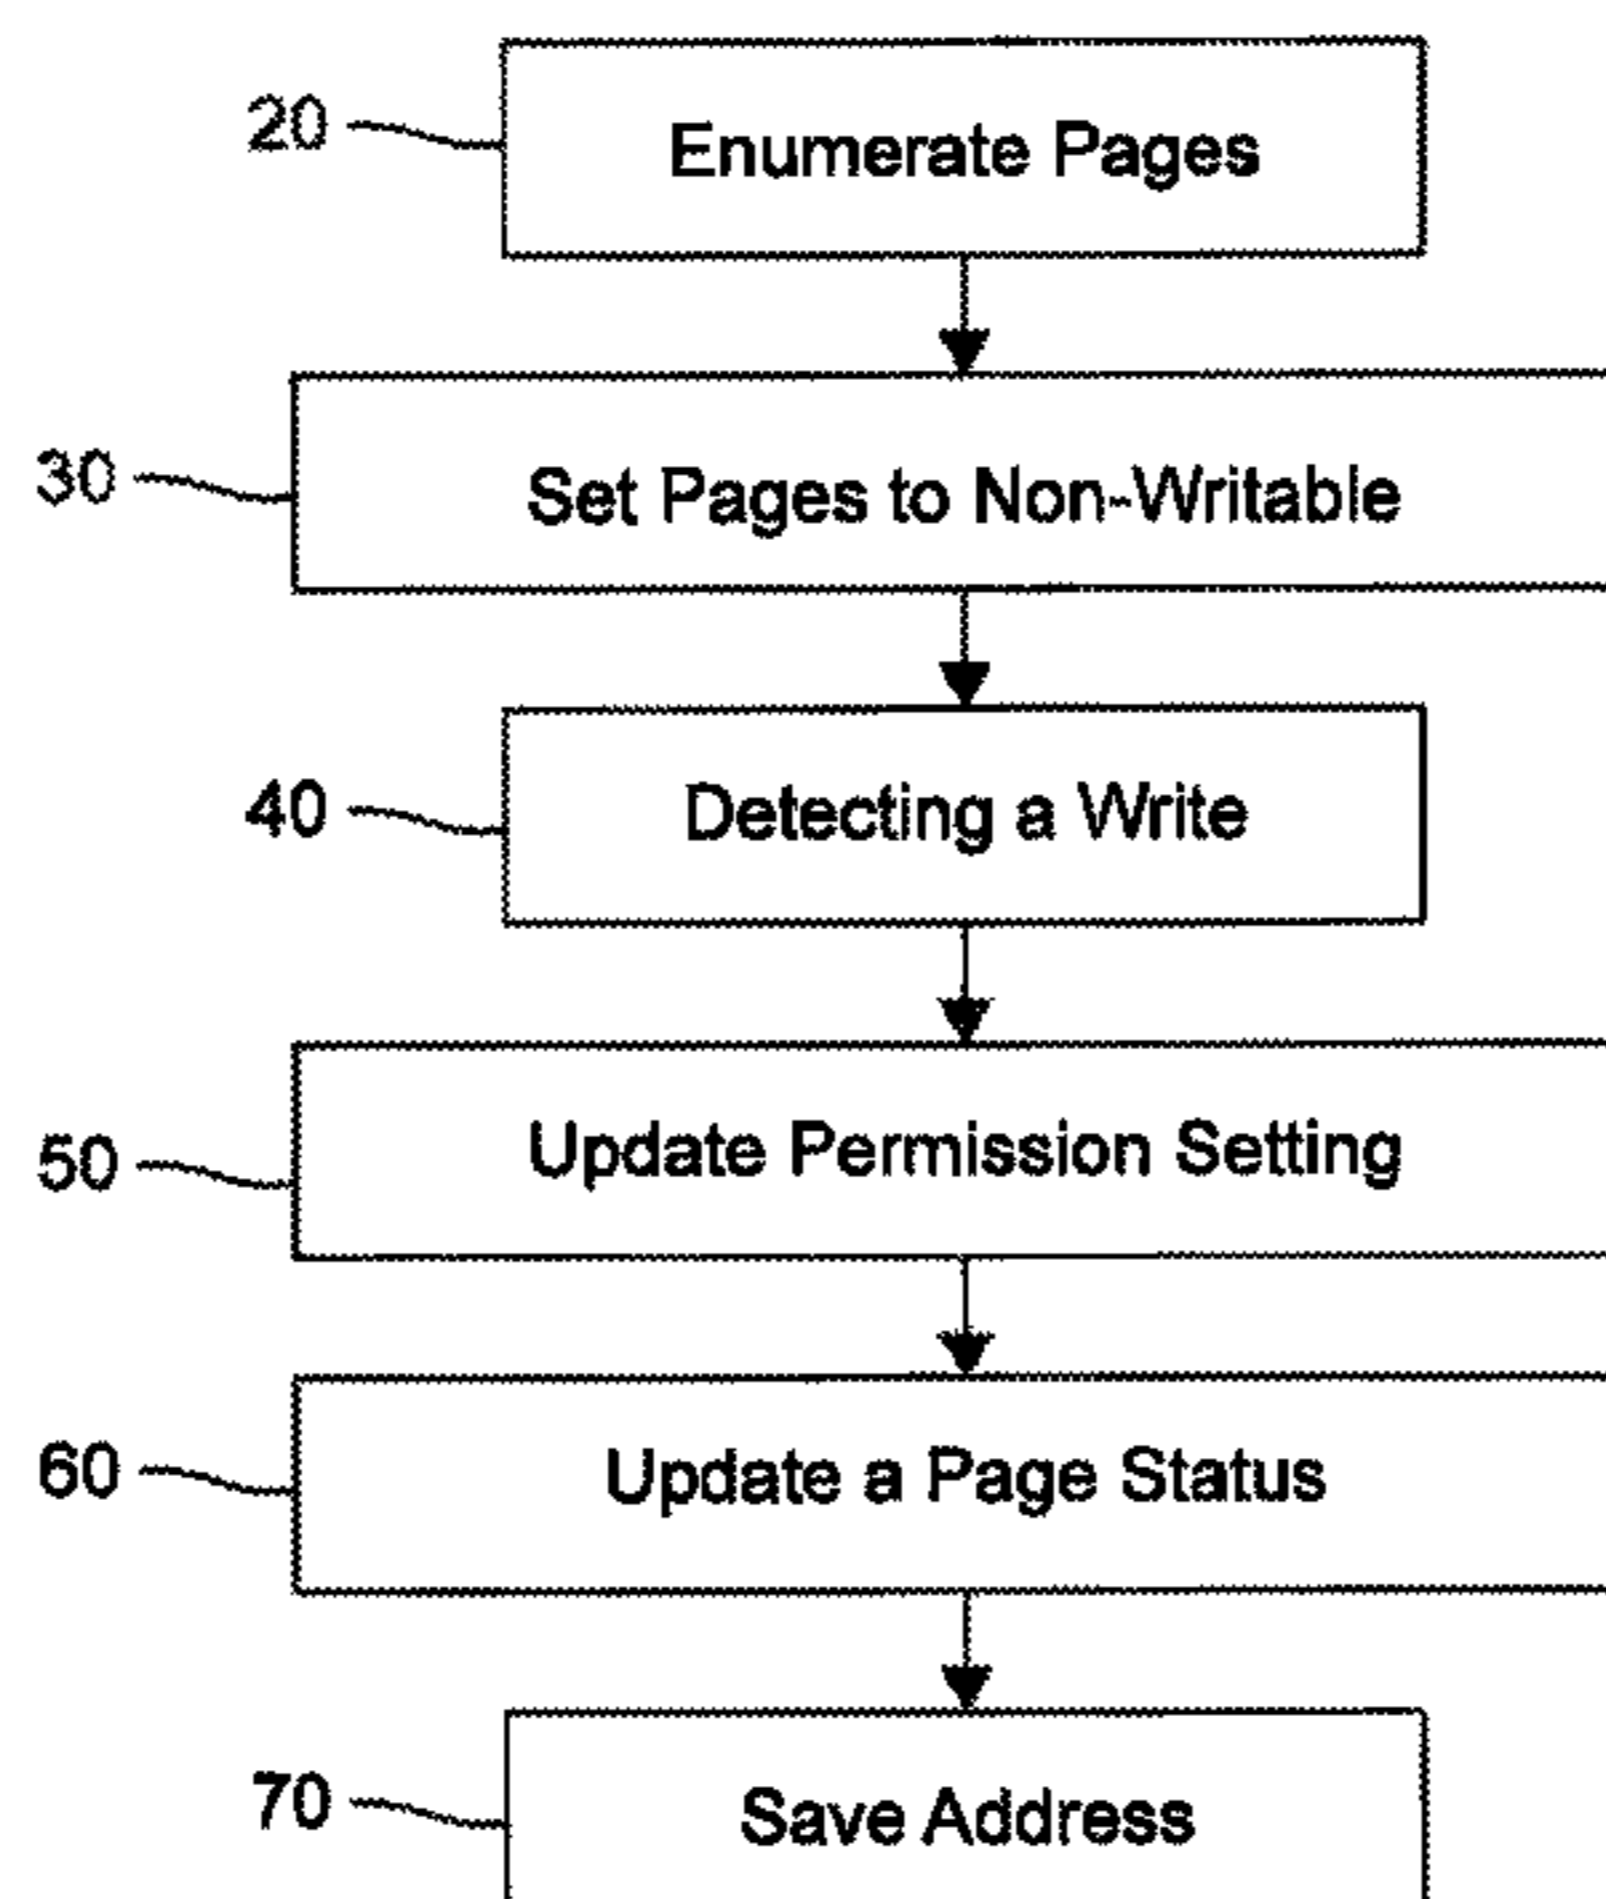 20 Enumerate Pages
30 Set Pages to Non-Writable
40 Detecting a Write
50 Update Permission Setting
60 Update a Page Status
70 Save Address